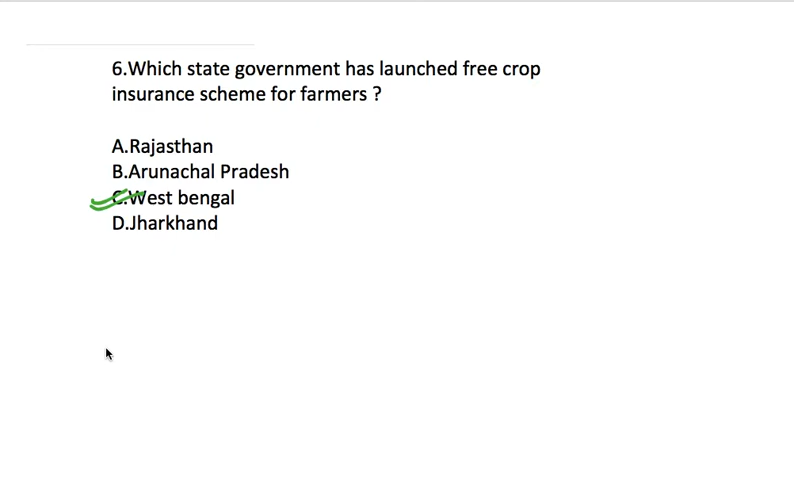 6.Which state government has launched free crop
insurance scheme for farmers ?
A.Rajasthan
B.Arunachal Pradesh
C.West bengal
D.Jharkhand